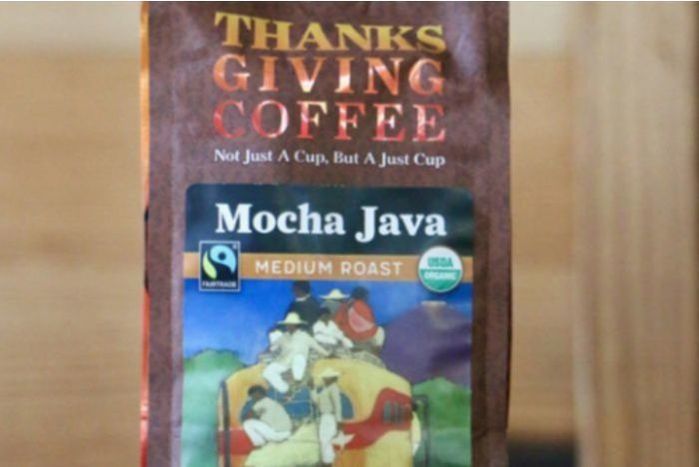 THANKS
GIVING
COFFEE
Not Just A Cup, But A Just Cup
Mocha Java
MEDIUM ROAST
FAIRTRADE
USDA
ORGANIC